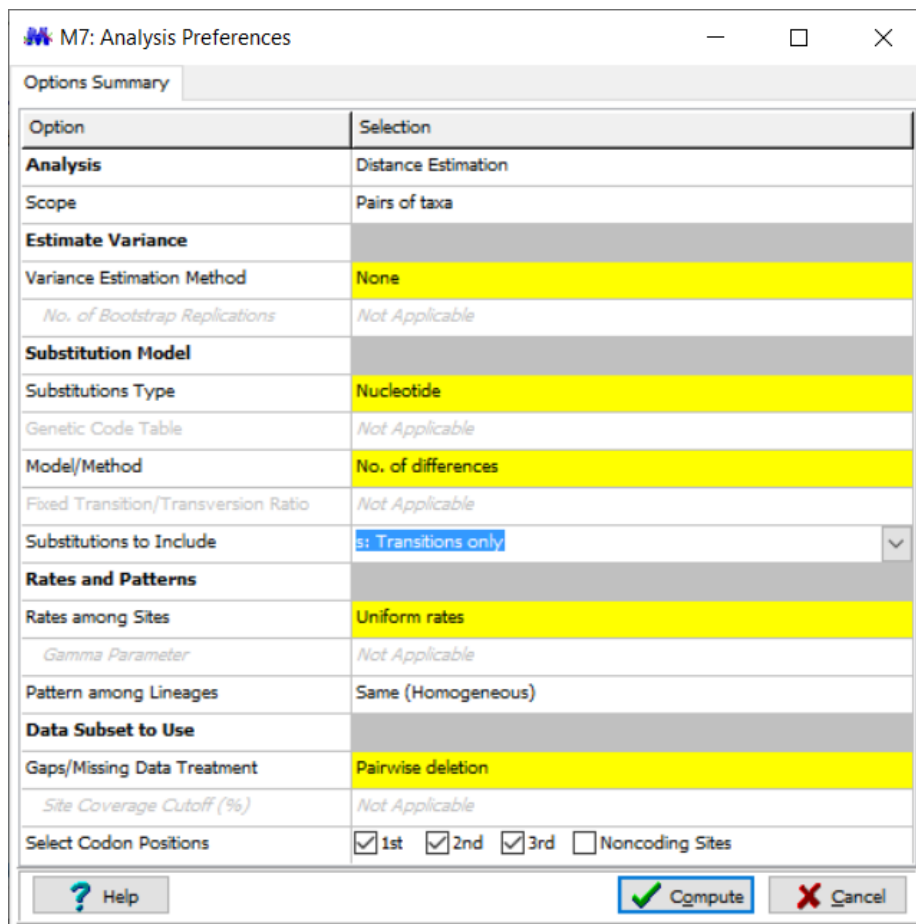 M7: Analysis Preferences
Options Summary
Option Selection
Analysis Distance Estimation
Scope Pairs of taxa
Estimate Variance
Variance Estimation Method None
No. of Bootstrap Replications Not Applicable
Substitution Model
Substitutions Type Nucleotide
Genetic Code Table Not Applicable
Model/Method No. of differences
Fixed Transition/Transversion Ratio Not Applicable
Substitutions to Include s: Transitions only
Rates and Patterns
Rates among Sites Uniform rates
Gamma Parameter Not Applicable
Pattern among Lineages Same (Homogeneous)
Data Subset to Use
Gaps/Missing Data Treatment Pairwise deletion
Site Coverage Cutoff (%) Not Applicable
Select Codon Positions 1st 2nd 3rd Noncoding Sites
? Help Compute Cancel